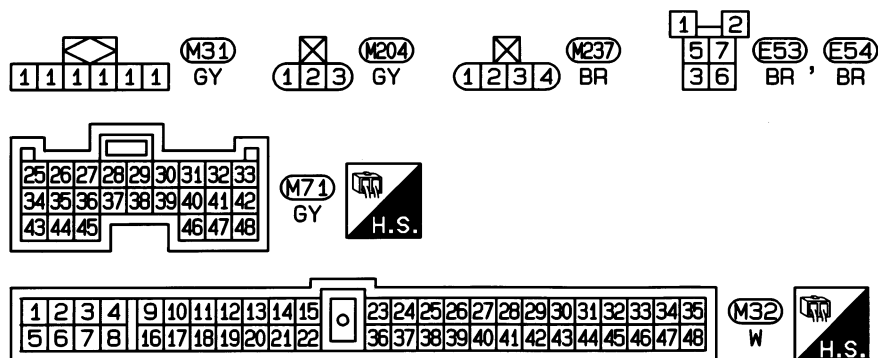 1 1 1 1 1 1 M31 GY
1 2 3 M204 GY
1 2 3 4 M237 BR
1 2
5 7
3 6
E53 BR , E54 BR
25 26 27 28 29 30 31 32 33
34 35 36 37 38 39 40 41 42
43 44 45 46 47 48
M71 GY
H.S.
1 2 3 4 9 10 11 12 13 14 15 23 24 25 26 27 28 29 30 31 32 33 34 35
5 6 7 8 16 17 18 19 20 21 22 36 37 38 39 40 41 42 43 44 45 46 47 48
M32 W
H.S.